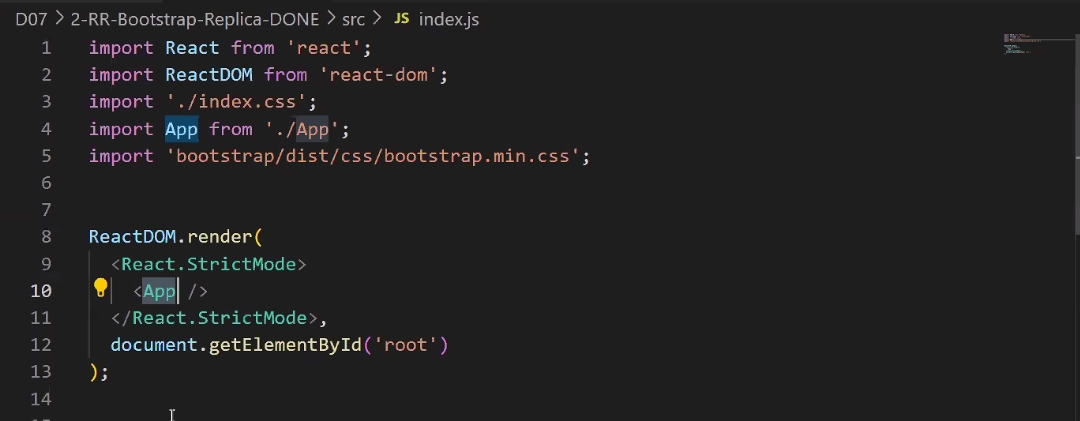 D07 > 2-RR-Bootstrap-Replica-DONE > src > JS index.js
1 import React from 'react';
2 import ReactDOM from 'react-dom';
3 import './index.css';
4 import App from './App';
5 import 'bootstrap/dist/css/bootstrap.min.css';
6
7
8 ReactDOM.render(
9 <React.StrictMode>
10 <App />
11 </React.StrictMode>,
12 document.getElementById('root')
13 );
14